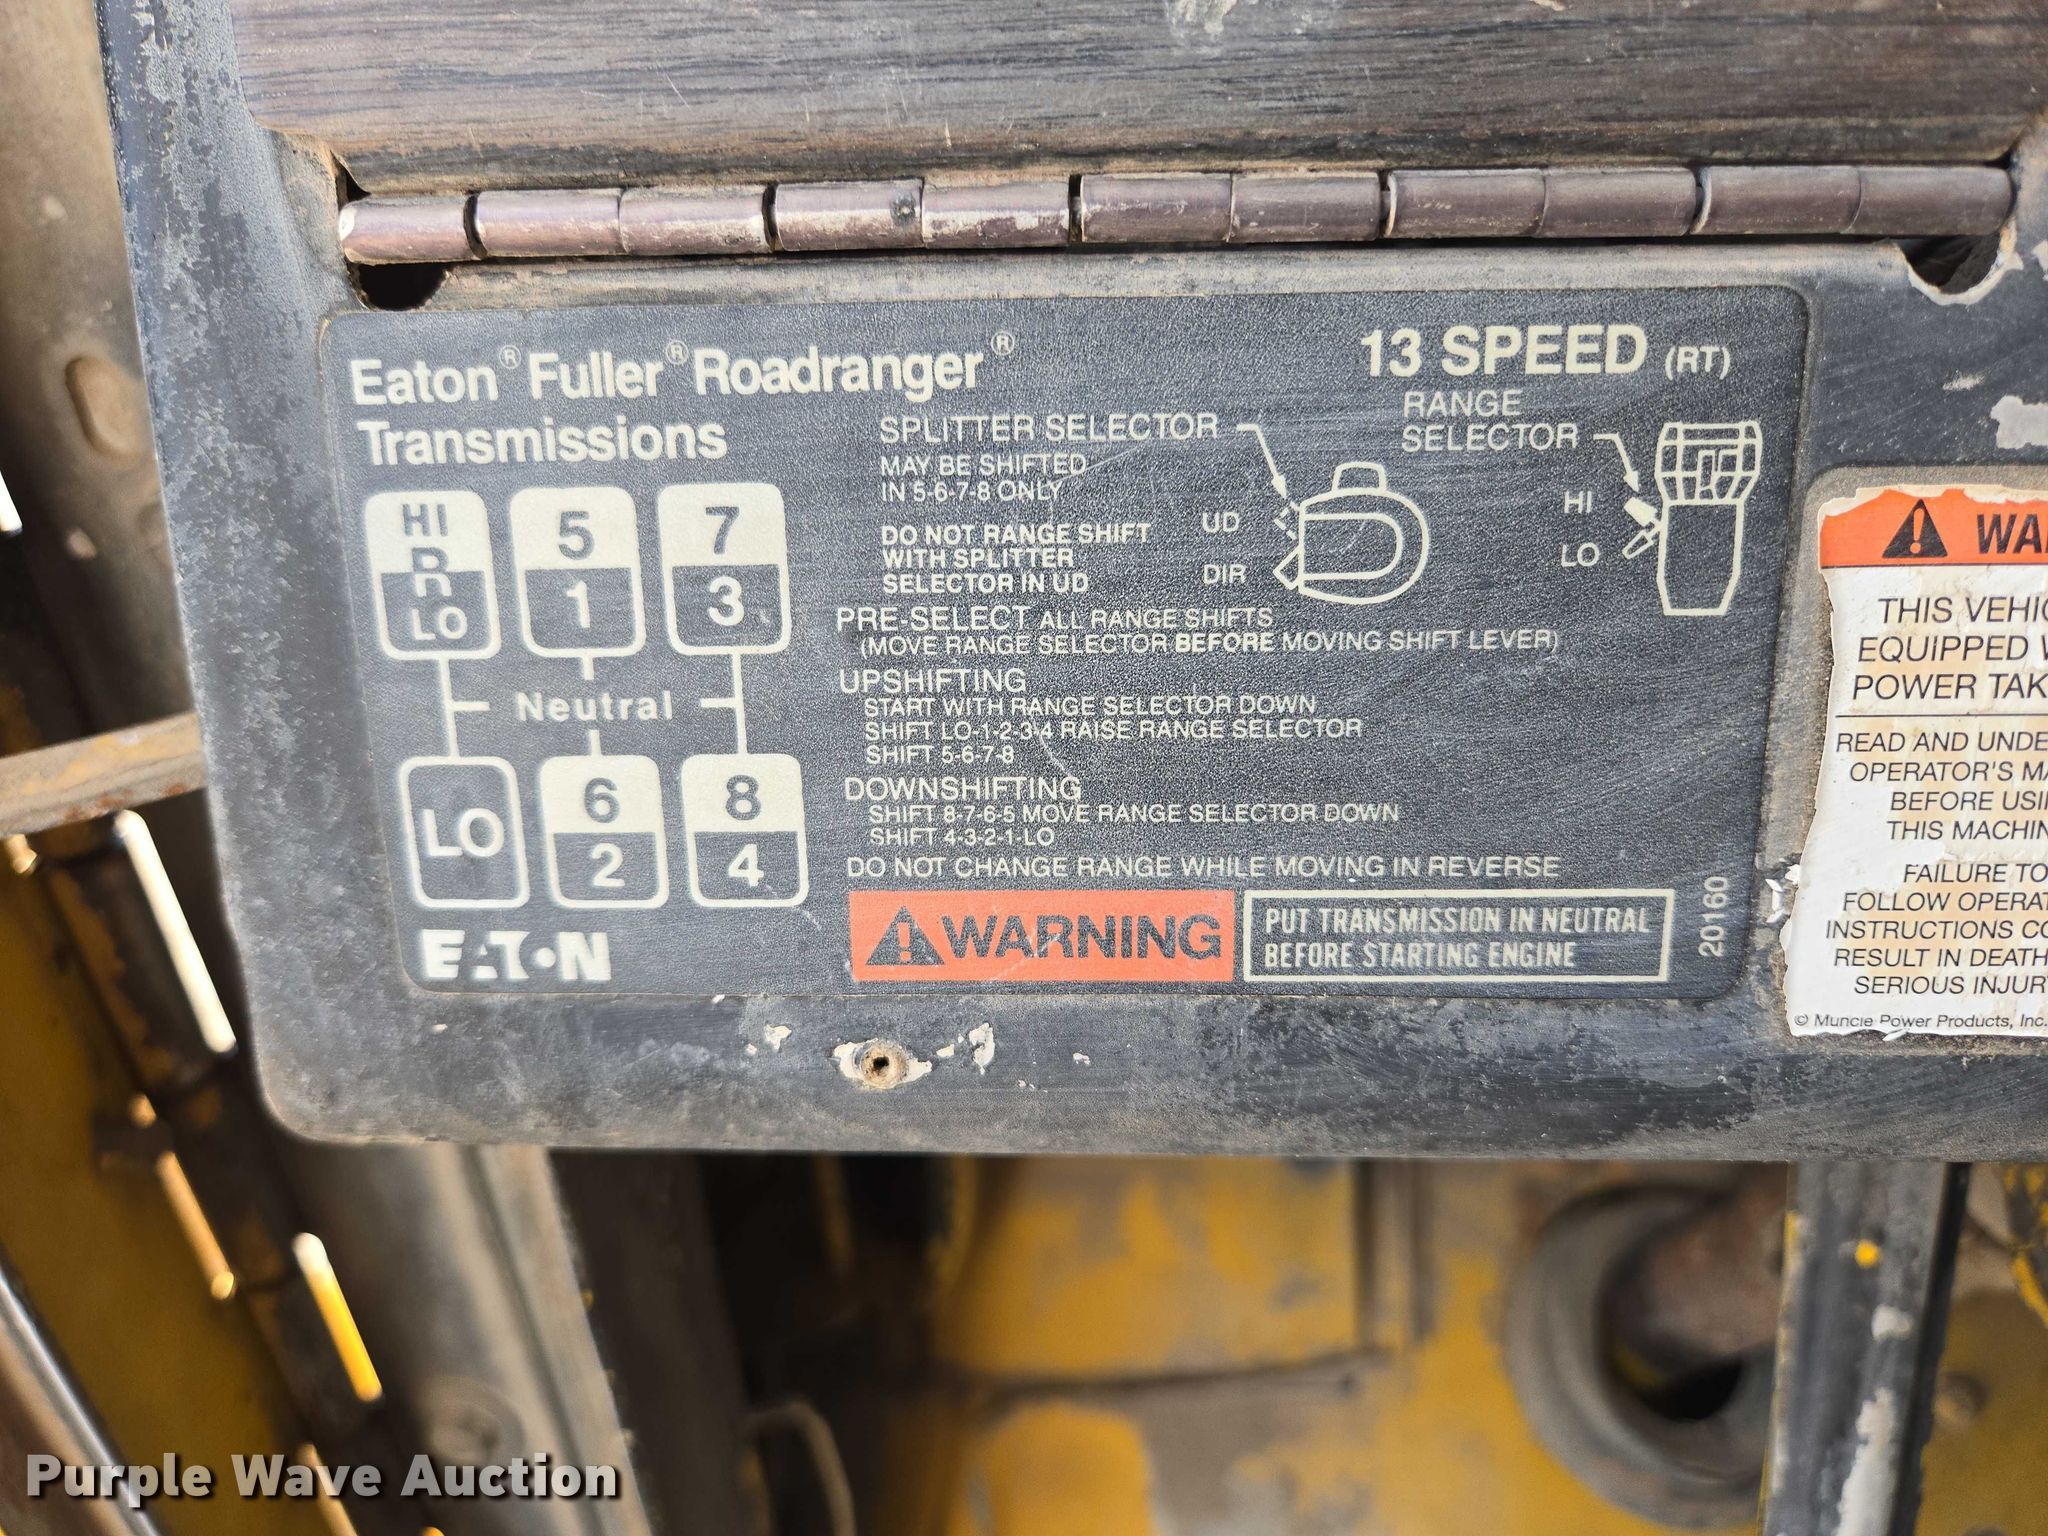 Eaton® Fuller® Roadranger®
Transmissions
13 SPEED (RT)
SPLITTER SELECTOR
MAY BE SHIFTED
IN 5-6-7-8 ONLY
DO NOT RANGE SHIFT
WITH SPLITTER
SELECTOR IN UD
UD
DIR
RANGE
SELECTOR
HI
LO
HI
R
LO
5
1
7
3
Neutral
LO
6
2
8
4
PRE-SELECT ALL RANGE SHIFTS
(MOVE RANGE SELECTOR BEFORE MOVING SHIFT LEVER)
UPSHIFTING
START WITH RANGE SELECTOR DOWN
SHIFT LO-1-2-3-4 RAISE RANGE SELECTOR
SHIFT 5-6-7-8
DOWNSHIFTING
SHIFT 8-7-6-5 MOVE RANGE SELECTOR DOWN
SHIFT 4-3-2-1-LO
DO NOT CHANGE RANGE WHILE MOVING IN REVERSE
EATON
WARNING
PUT TRANSMISSION IN NEUTRAL
BEFORE STARTING ENGINE
20160
WA
THIS VEHIC
EQUIPPED W
POWER TAK
READ AND UNDE
OPERATOR'S MA
BEFORE USI
THIS MACHIN
FAILURE TO
FOLLOW OPERAT
INSTRUCTIONS CO
RESULT IN DEATH
SERIOUS INJUR
© Muncie Power Products, Inc.
Purple Wave Auction